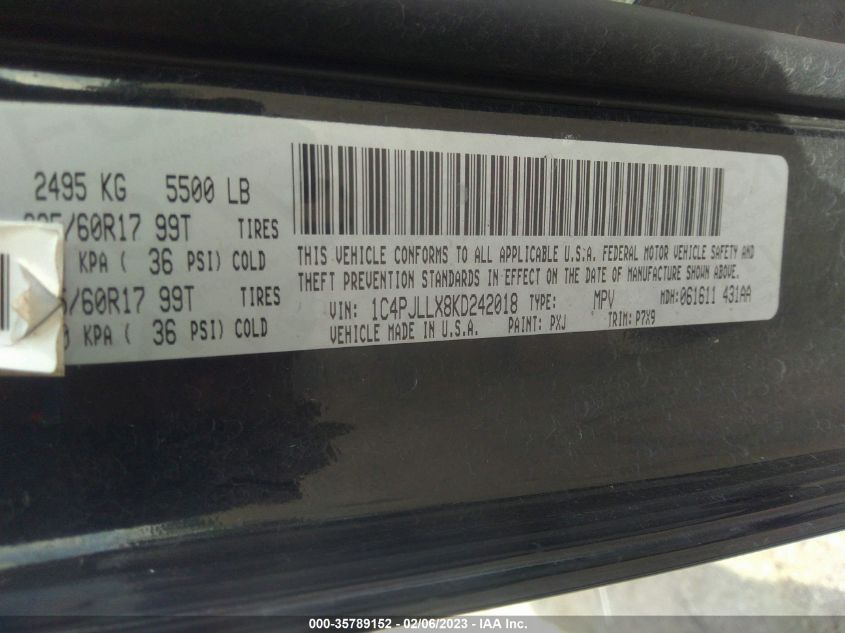 2495 KG 5500 LB
/60R17 99T TIRES
KPA ( 36 PSI) COLD
/60R17 99T TIRES
KPA ( 36 PSI) COLD
THIS VEHICLE CONFORMS TO ALL APPLICABLE U.S.A. FEDERAL MOTOR VEHICLE SAFETY AND
THEFT PREVENTION STANDARDS IN EFFECT ON THE DATE OF MANUFACTURE SHOWN ABOVE.
VIN: 1C4PJLLX8KD242018 TYPE: MPV MDH:061611 431AA
VEHICLE MADE IN U.S.A. PAINT: PXJ TRIM: P7X9
000-35789152 - 02/06/2023 - IAA Inc.